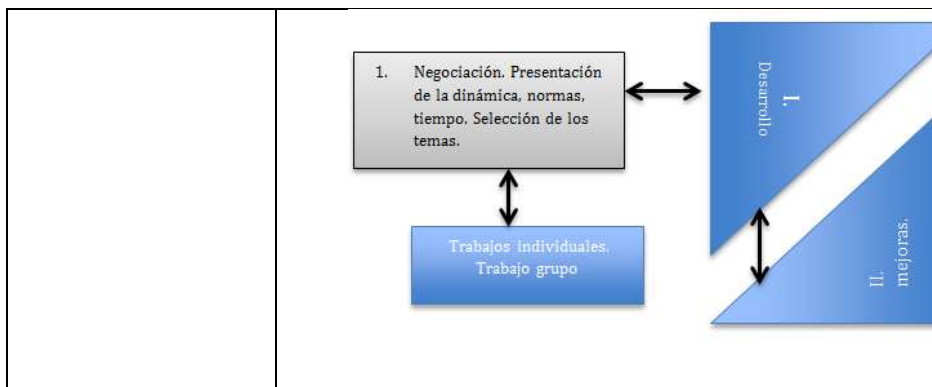 1. Negociación. Presentación
de la dinámica, normas,
tiempo. Selección de los
temas.
Trabajos individuales.
Trabajo grupo
I.
Desarrollo
II.
mejoras.